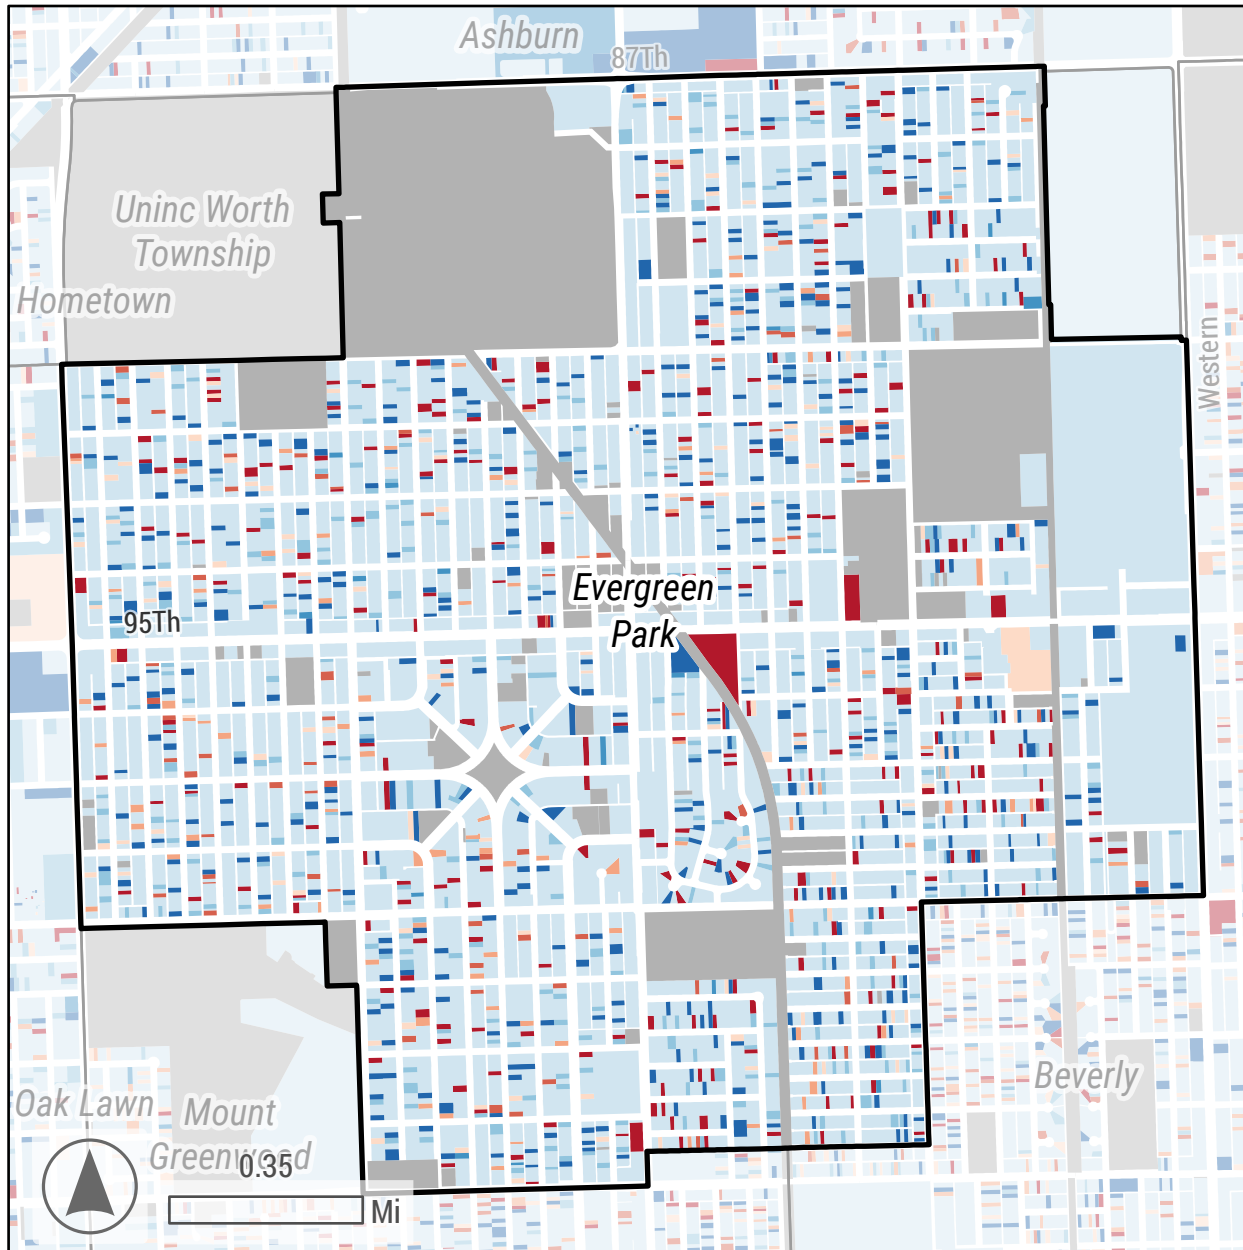 Ashburn
87Th
Uninc Worth
Township
Hometown
Western
Evergreen
Park
95Th
Beverly
Oak Lawn
Mount
Greenwood
0.35
Mi